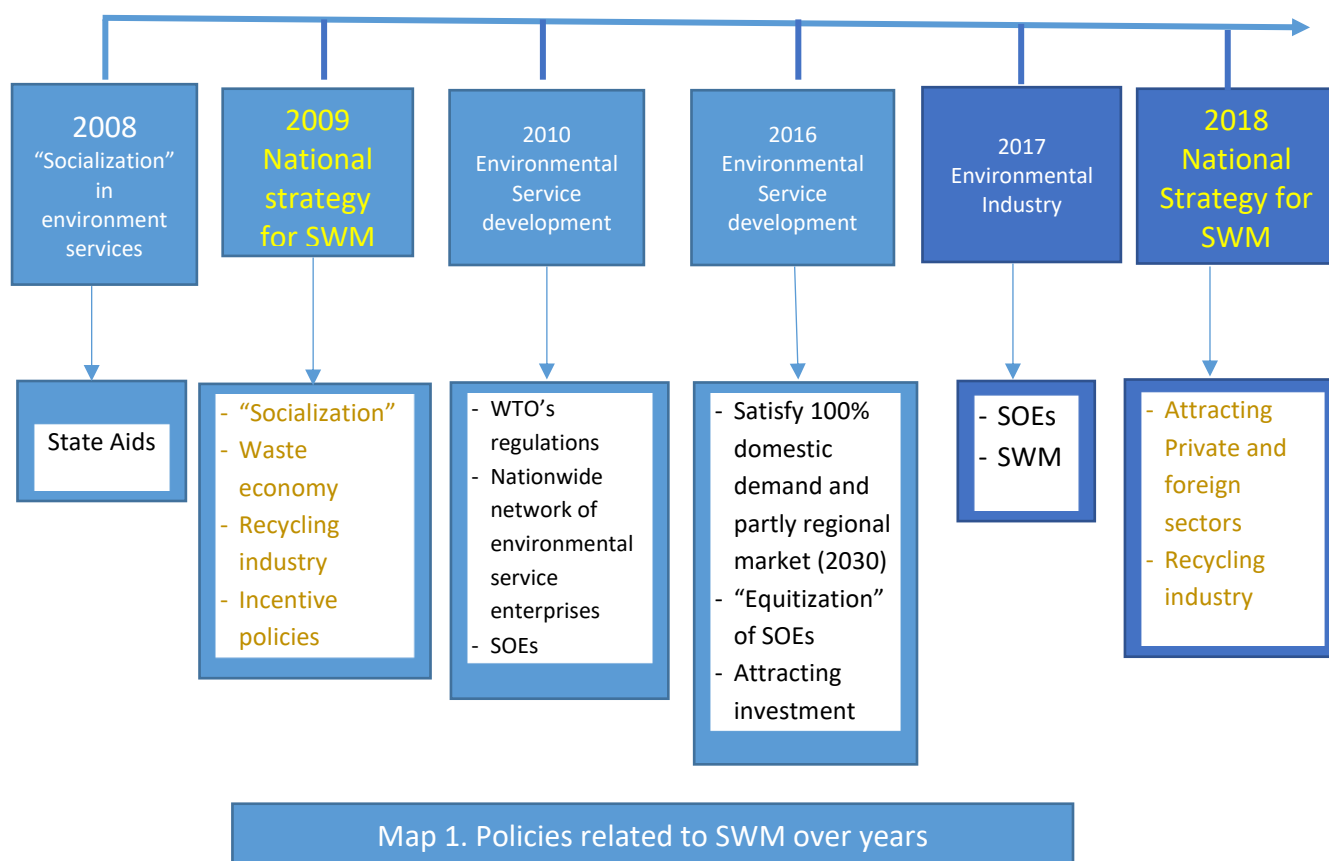 2008
“Socialization”
in
environment
services
2009
National
strategy
for SWM
2010
Environmental
Service
development
2016
Environmental
Service
development
2017
Environmental
Industry
2018
National
Strategy for
SWM
State Aids
- “Socialization”
- Waste
economy
- Recycling
industry
- Incentive
policies
- WTO’s
regulations
- Nationwide
network of
environmental
service
enterprises
- SOEs
- Satisfy 100%
domestic
demand and
partly regional
market (2030)
- “Equitization”
of SOEs
- Attracting
investment
- SOEs
- SWM
- Attracting
Private and
foreign
sectors
- Recycling
industry
Map 1. Policies related to SWM over years